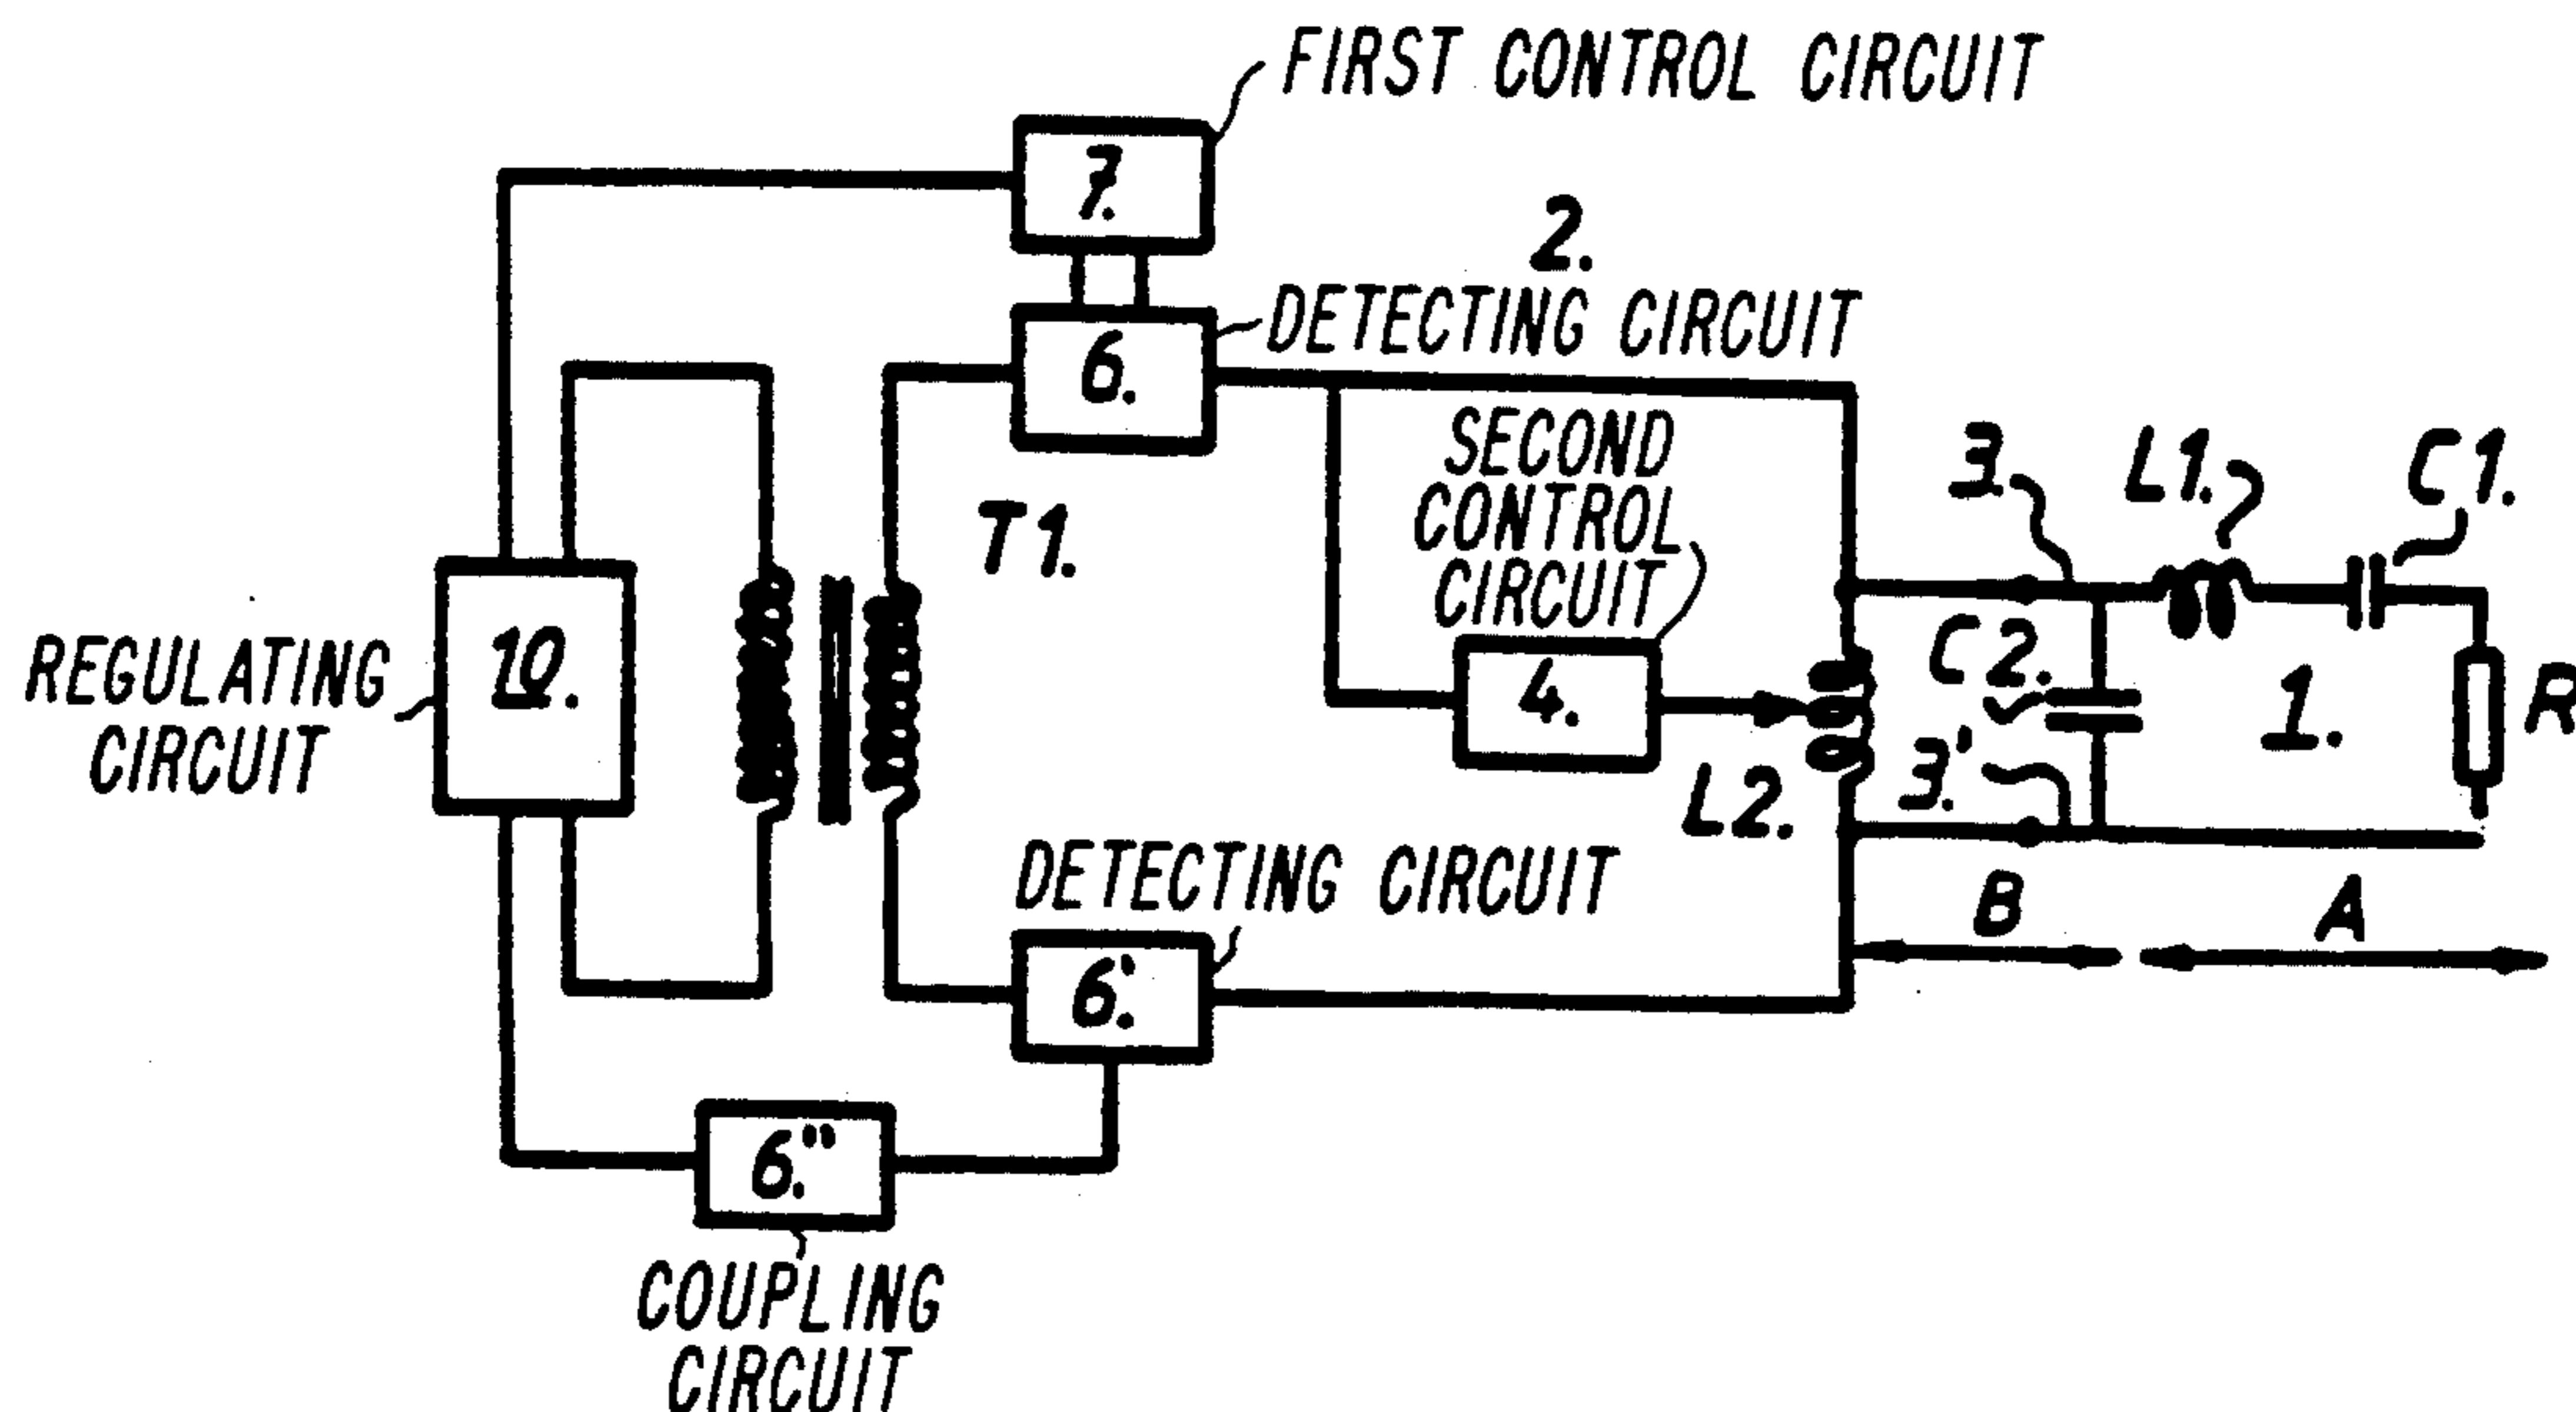 FIRST CONTROL CIRCUIT
7.
2.
DETECTING CIRCUIT
6.
SECOND
CONTROL
CIRCUIT
3.
L1.
C1.
T1.
REGULATING
CIRCUIT
10.
4.
C2.
1.
R
3.'
L2.
DETECTING CIRCUIT
B
A
6.'
6."
COUPLING
CIRCUIT